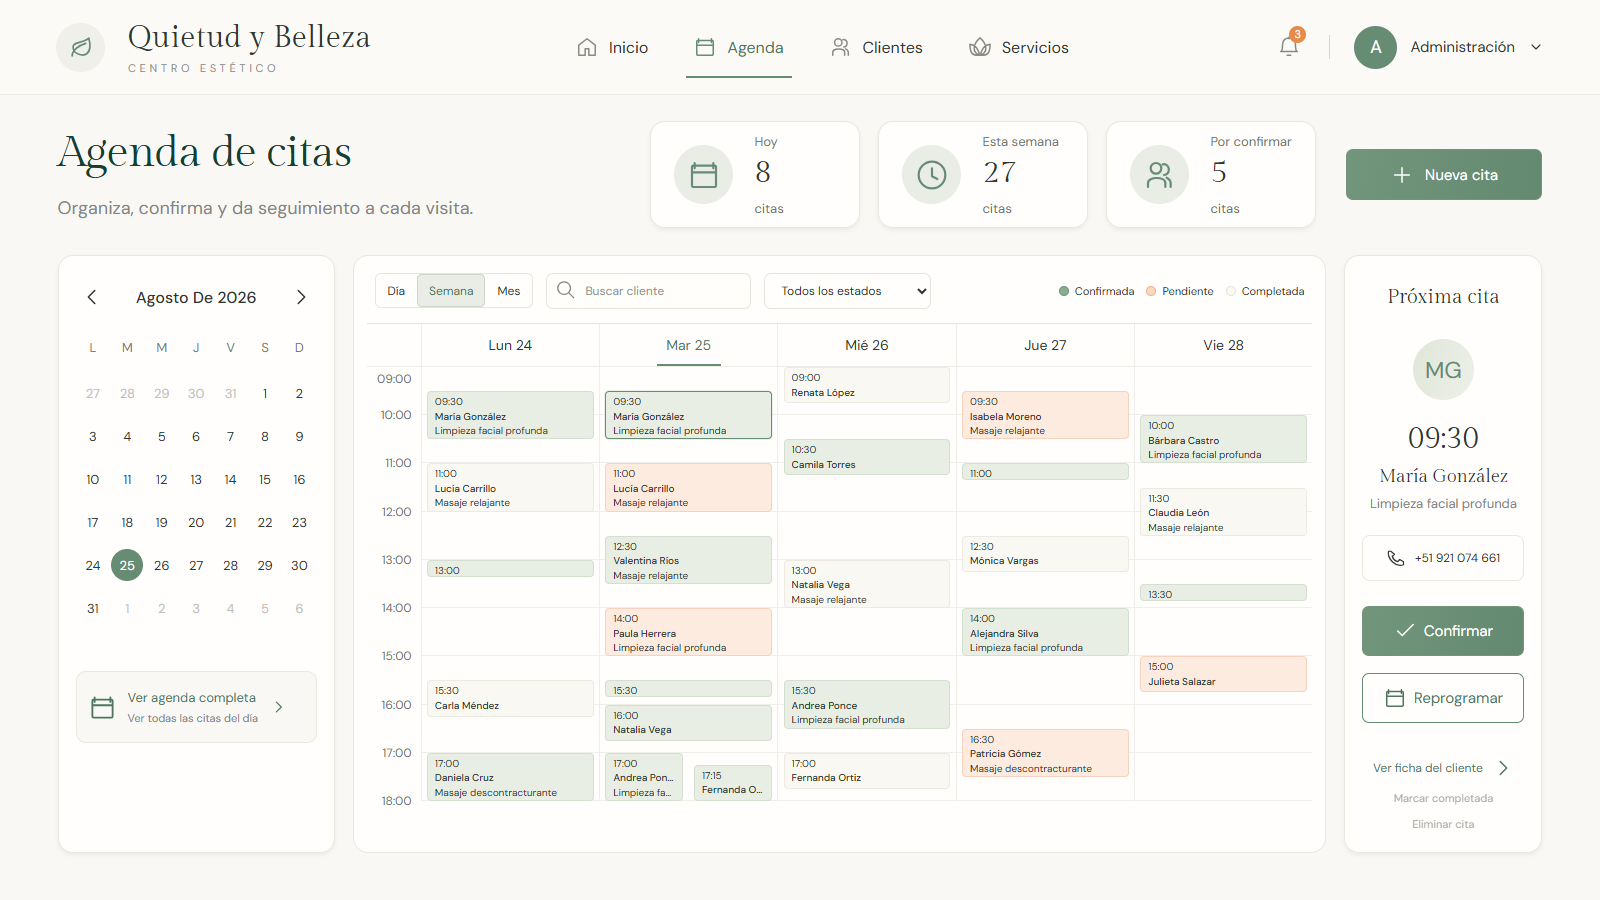 Quietud y Belleza
CENTRO ESTÉTICO
Inicio
Agenda
Clientes
Servicios
3
A
Administración
Agenda de citas
Organiza, confirma y da seguimiento a cada visita.
Hoy
8
citas
Esta semana
27
citas
Por confirmar
5
citas
Nueva cita
Agosto De 2026
L M M J V S D
27 28 29 30 31 1 2
3 4 5 6 7 8 9
10 11 12 13 14 15 16
17 18 19 20 21 22 23
24 25 26 27 28 29 30
31 1 2 3 4 5 6
Ver agenda completa
Ver todas las citas del día
Día
Semana
Mes
Buscar cliente
Todos los estados
Confirmada
Pendiente
Completada
Lun 24
Mar 25
Mié 26
Jue 27
Vie 28
09:00
10:00
11:00
12:00
13:00
14:00
15:00
16:00
17:00
18:00
09:30
María González
Limpieza facial profunda
11:00
Lucía Carrillo
Masaje relajante
13:00
15:30
Carla Méndez
17:00
Daniela Cruz
Masaje descontracturante
09:30
María González
Limpieza facial profunda
11:00
Lucía Carrillo
Masaje relajante
12:30
Valentina Ríos
Masaje relajante
14:00
Paula Herrera
Limpieza facial profunda
15:30
16:00
Natalia Vega
17:00
Andrea Pon...
Limpieza fa...
17:15
Fernanda O...
09:00
Renata López
10:30
Camila Torres
13:00
Natalia Vega
Masaje relajante
15:30
Andrea Ponce
Limpieza facial profunda
17:00
Fernanda Ortiz
09:30
Isabela Moreno
Masaje relajante
11:00
12:30
Mónica Vargas
14:00
Alejandra Silva
Limpieza facial profunda
16:30
Patricia Gómez
Masaje descontracturante
10:00
Bárbara Castro
Limpieza facial profunda
11:30
Claudia León
Masaje relajante
13:30
15:00
Julieta Salazar
Próxima cita
MG
09:30
María González
Limpieza facial profunda
+51 921 074 661
Confirmar
Reprogramar
Ver ficha del cliente
Marcar completada
Eliminar cita